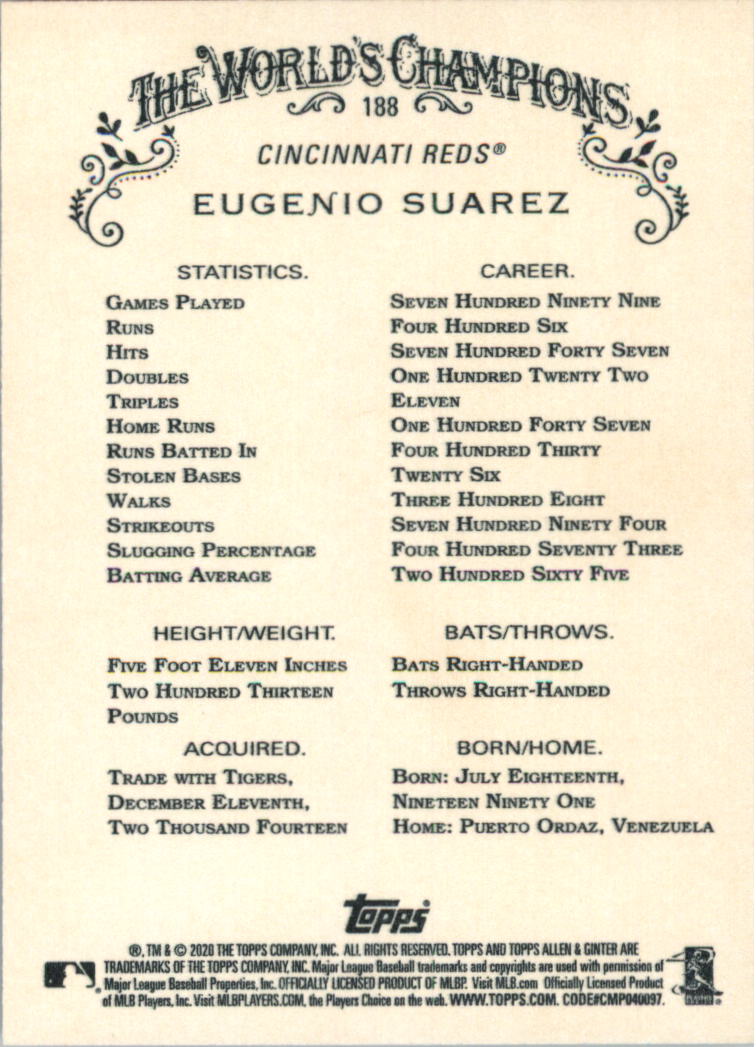 THE WORLD'S CHAMPIONS
188
CINCINNATI REDS®
EUGENIO SUAREZ
STATISTICS.
GAMES PLAYED
RUNS
HITS
DOUBLES
TRIPLES
HOME RUNS
RUNS BATTED IN
STOLEN BASES
WALKS
STRIKEOUTS
SLUGGING PERCENTAGE
BATTING AVERAGE
CAREER.
SEVEN HUNDRED NINETY NINE
FOUR HUNDRED SIX
SEVEN HUNDRED FORTY SEVEN
ONE HUNDRED TWENTY TWO
ELEVEN
ONE HUNDRED FORTY SEVEN
FOUR HUNDRED THIRTY
TWENTY SIX
THREE HUNDRED EIGHT
SEVEN HUNDRED NINETY FOUR
FOUR HUNDRED SEVENTY THREE
TWO HUNDRED SIXTY FIVE
HEIGHT/WEIGHT.
FIVE FOOT ELEVEN INCHES
TWO HUNDRED THIRTEEN
POUNDS
BATS/THROWS.
BATS RIGHT-HANDED
THROWS RIGHT-HANDED
ACQUIRED.
TRADE WITH TIGERS,
DECEMBER ELEVENTH,
TWO THOUSAND FOURTEEN
BORN/HOME.
BORN: JULY EIGHTEENTH,
NINETEEN NINETY ONE
HOME: PUERTO ORDAZ, VENEZUELA
Topps
®, TM & © 2020 THE TOPPS COMPANY, INC. ALL RIGHTS RESERVED. TOPPS AND TOPPS ALLEN & GINTER ARE
TRADEMARKS OF THE TOPPS COMPANY, INC. Major League Baseball trademarks and copyrights are used with permission of
Major League Baseball Properties, Inc. OFFICIALLY LICENSED PRODUCT OF MLBP. Visit MLB.com Officially Licensed Product
of MLB Players, Inc. Visit MLBPLAYERS.COM, the Players Choice on the web. WWW.TOPPS.COM. CODE#CMP040097.